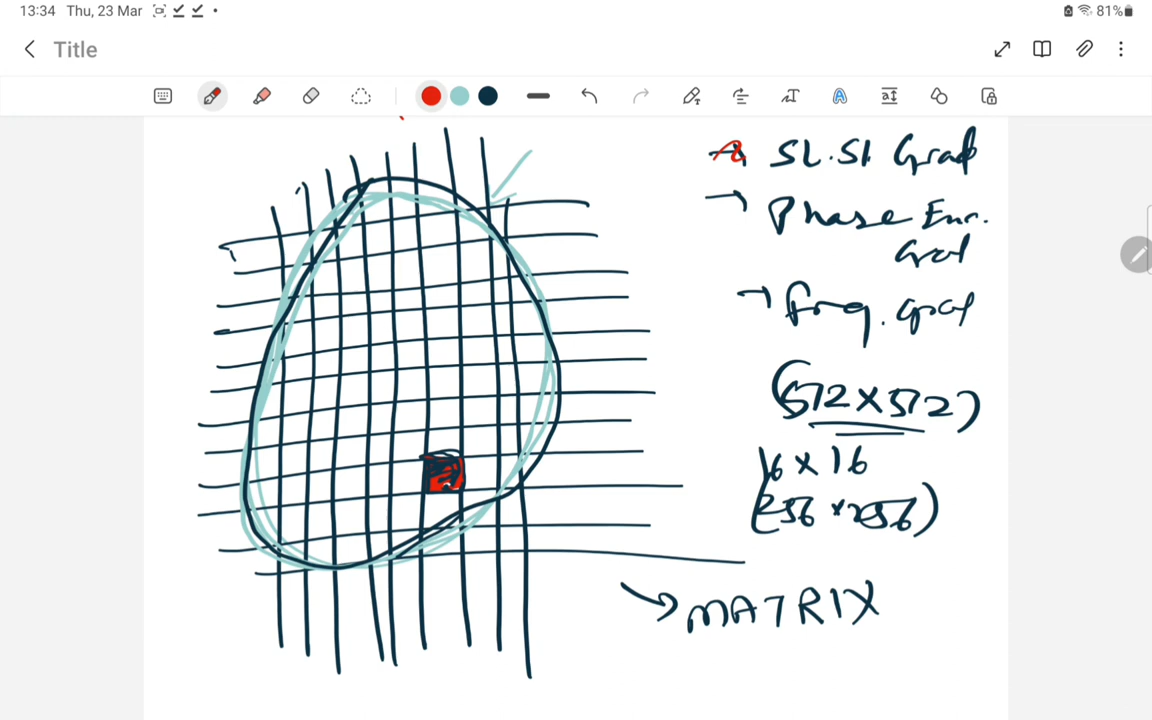 13:34 Thu, 23 Mar
81%
Title
→ SL.Sl Grad
→ Phase Enc.
Grad
→ freq. grad
(512×512)
16×16
(256×256)
→ MATRIX